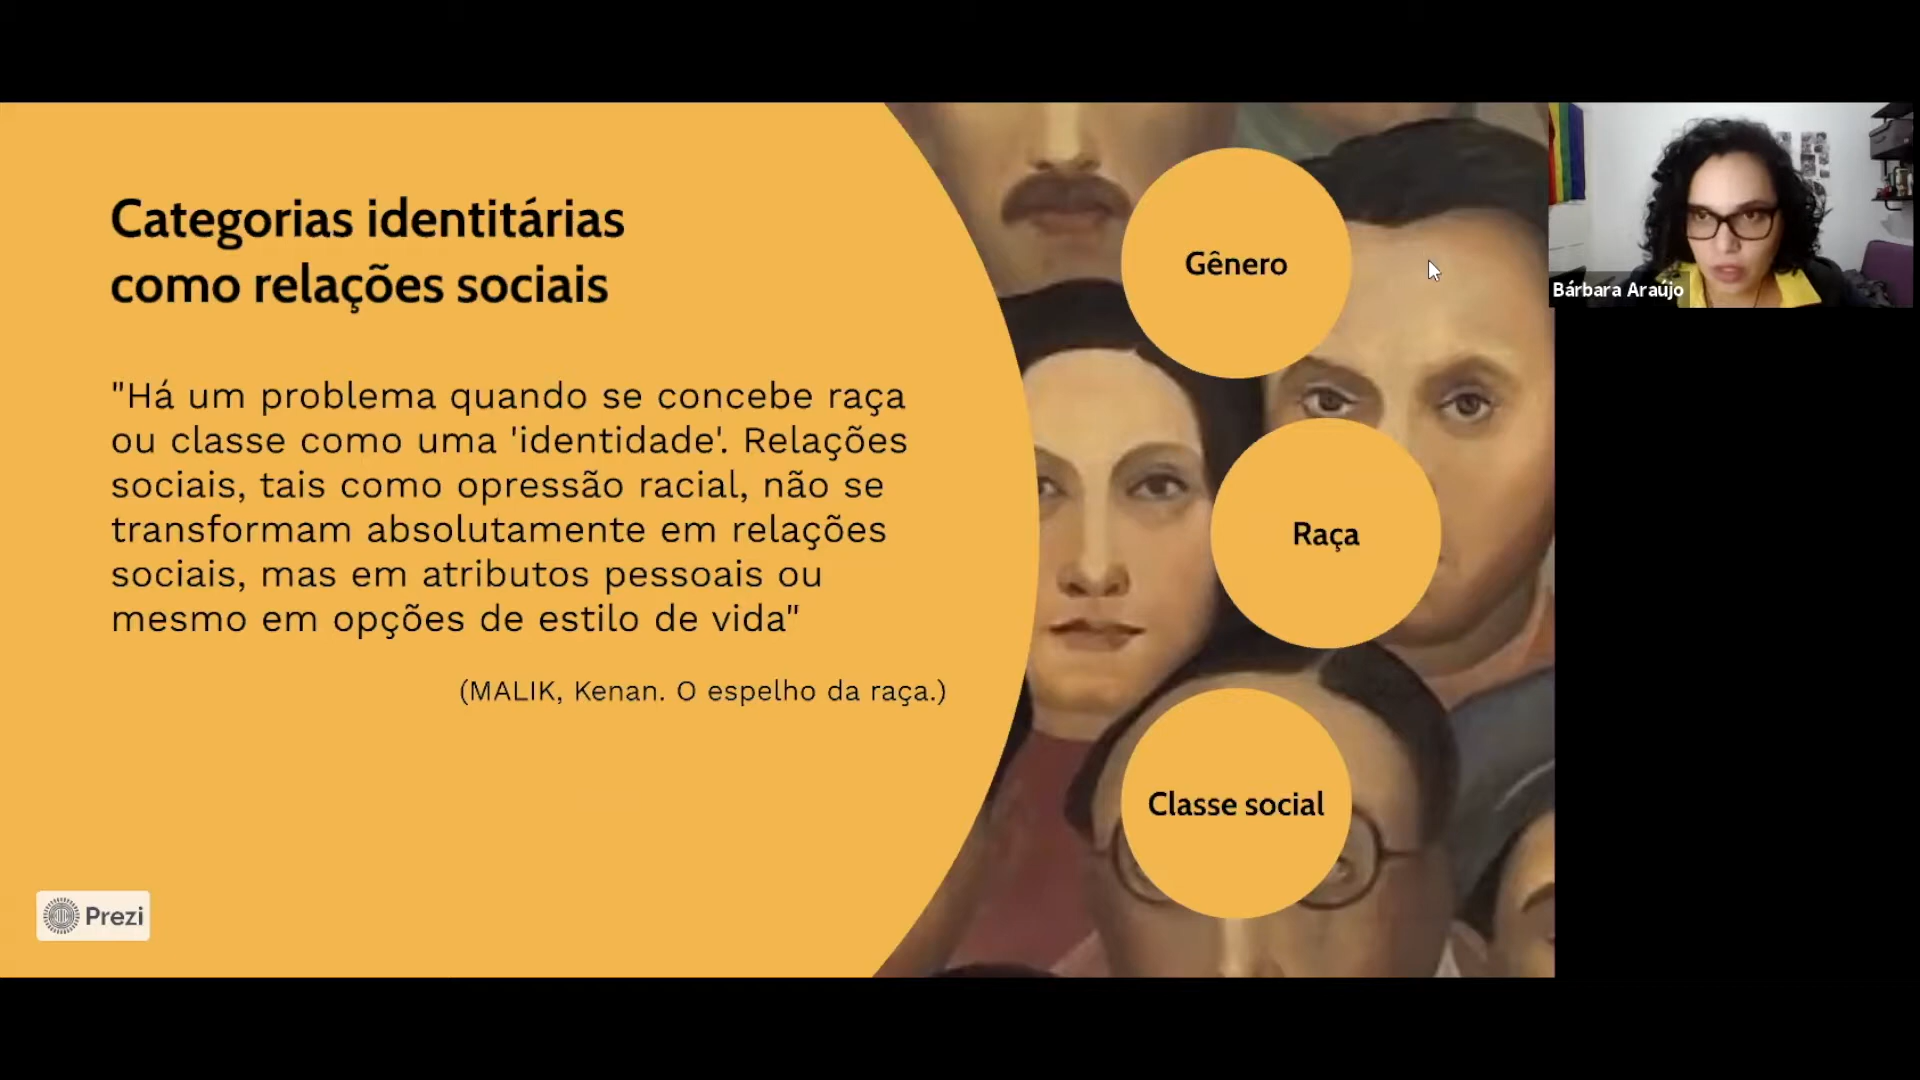 Categorias identitárias
como relações sociais
"Há um problema quando se concebe raça
ou classe como uma 'identidade'. Relações
sociais, tais como opressão racial, não se
transformam absolutamente em relações
sociais, mas em atributos pessoais ou
mesmo em opções de estilo de vida"
(MALIK, Kenan. O espelho da raça.)
Prezi
Gênero
Raça
Classe social
Bárbara Araújo